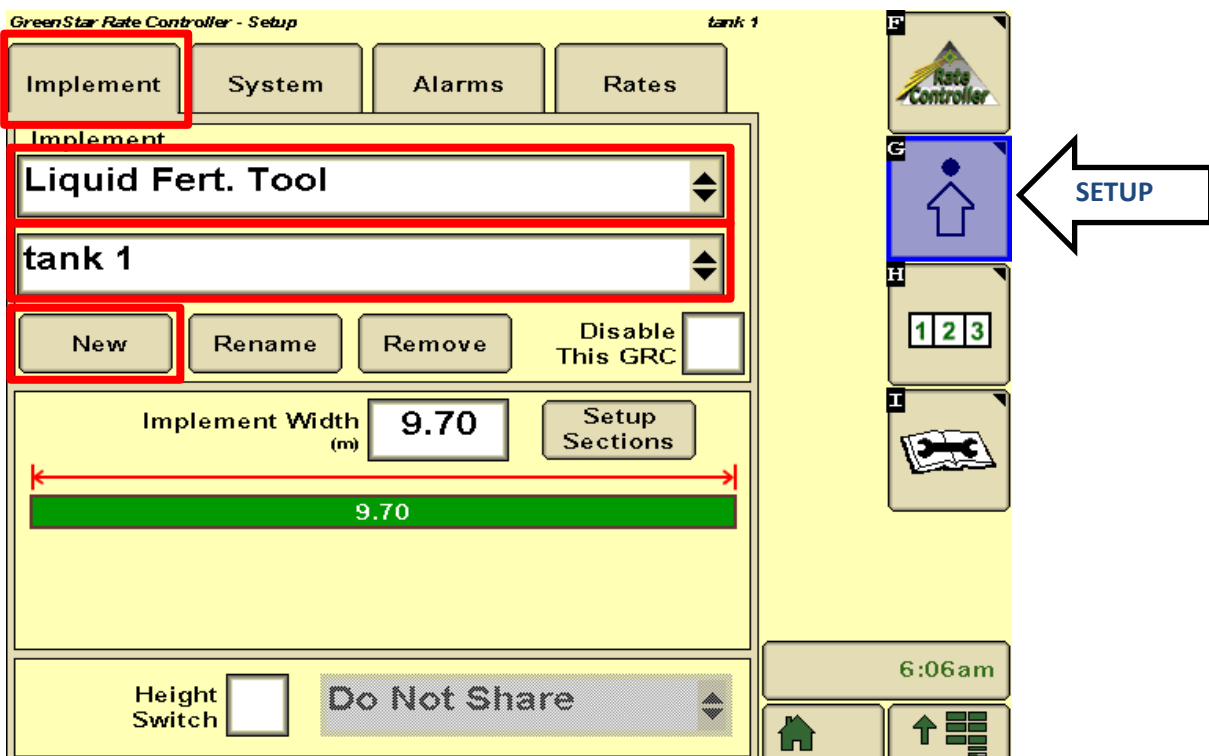 GreenStar Rate Controller - Setup
tank 1
Implement
System
Alarms
Rates
Implement
Liquid Fert. Tool
tank 1
New
Rename
Remove
Disable
This GRC
Implement Width
(m)
9.70
Setup
Sections
9.70
Height
Switch
Do Not Share
F
Rate
Controller
G
SETUP
H
1 2 3
I
6:06am